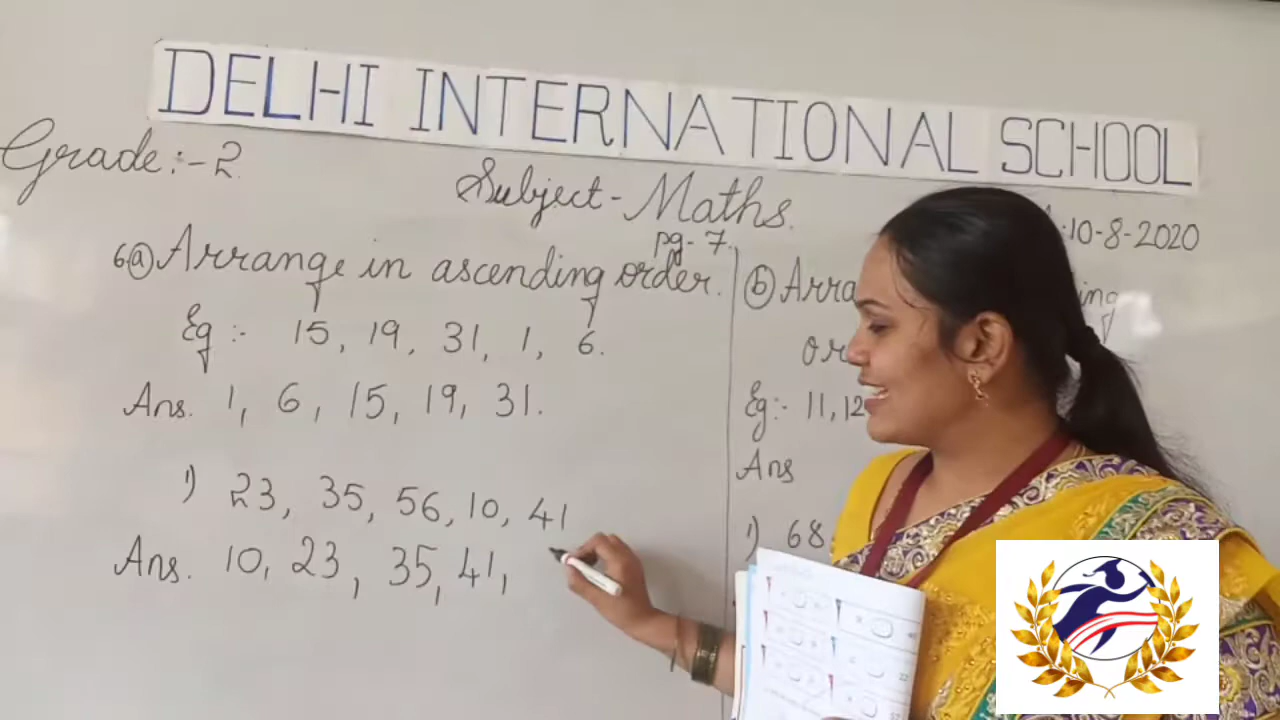 DELHI INTERNATIONAL SCHOOL
Grade:-2.
Subject-Maths.
10-8-2020
pg-7.
6(a) Arrange in ascending order.
Eg:- 15, 19, 31, 1, 6.
Ans. 1, 6, 15, 19, 31.
1) 23, 35, 56, 10, 41
Ans. 10, 23, 35, 41,
(b)
Eg:- 11, 12
Ans
1) 68